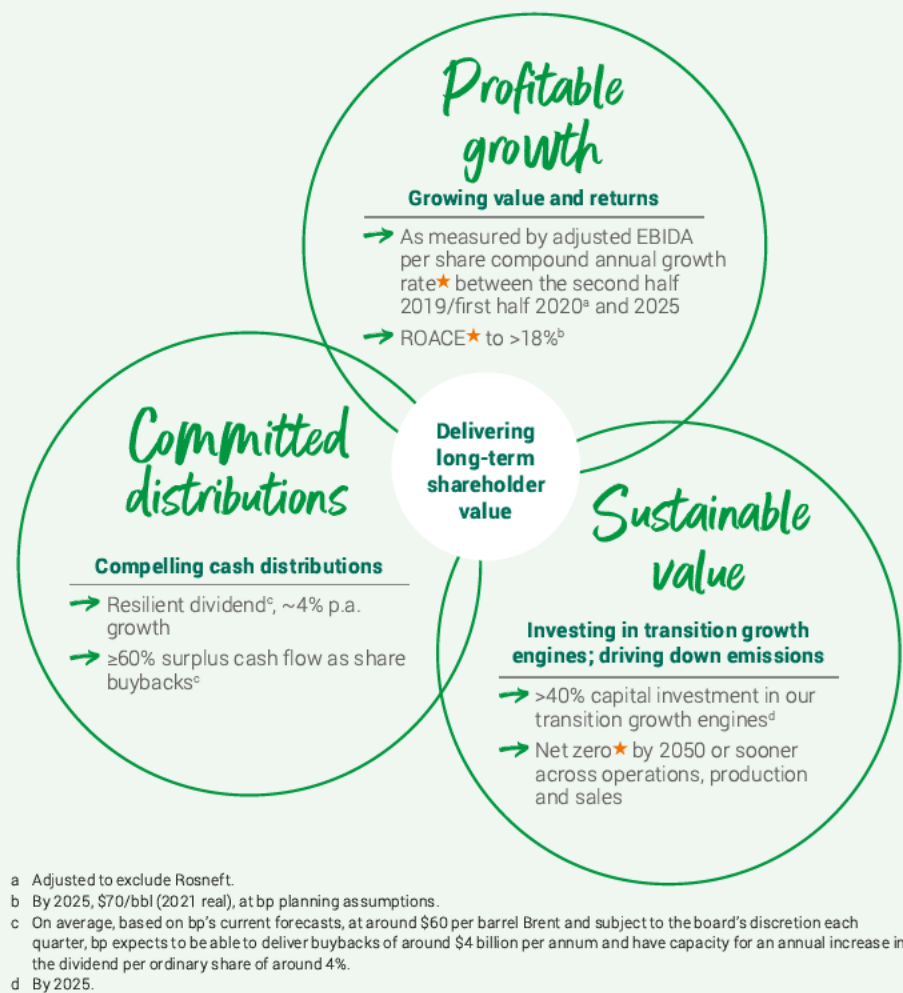 Profitable
growth
Growing value and returns
→ As measured by adjusted EBIDA
per share compound annual growth
rate★ between the second half
2019/first half 2020ᵃ and 2025
→ ROACE★ to >18%ᵇ
Committed
distributions
Compelling cash distributions
→ Resilient dividendᶜ, ~4% p.a.
growth
→ ≥60% surplus cash flow as share
buybacksᶜ
Delivering
long-term
shareholder
value
Sustainable
value
Investing in transition growth
engines; driving down emissions
→ >40% capital investment in our
transition growth enginesᵈ
→ Net zero★ by 2050 or sooner
across operations, production
and sales
a Adjusted to exclude Rosneft.
b By 2025, $70/bbl (2021 real), at bp planning assumptions.
c On average, based on bp's current forecasts, at around $60 per barrel Brent and subject to the board's discretion each
quarter, bp expects to be able to deliver buybacks of around $4 billion per annum and have capacity for an annual increase in
the dividend per ordinary share of around 4%.
d By 2025.